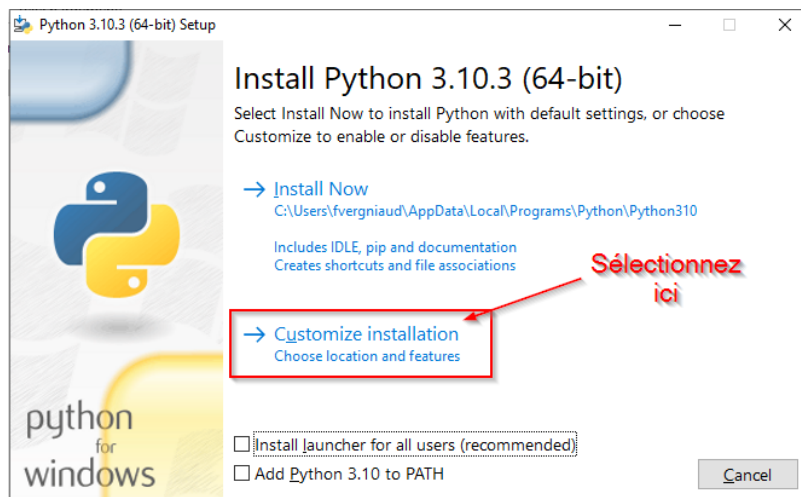 Python 3.10.3 (64-bit) Setup
Install Python 3.10.3 (64-bit)
Select Install Now to install Python with default settings, or choose
Customize to enable or disable features.
Install Now
C:\Users\fvergniaud\AppData\Local\Programs\Python\Python310
Includes IDLE, pip and documentation
Creates shortcuts and file associations
Sélectionnez
ici
Customize installation
Choose location and features
python
for
windows
Install launcher for all users (recommended)
Add Python 3.10 to PATH
Cancel